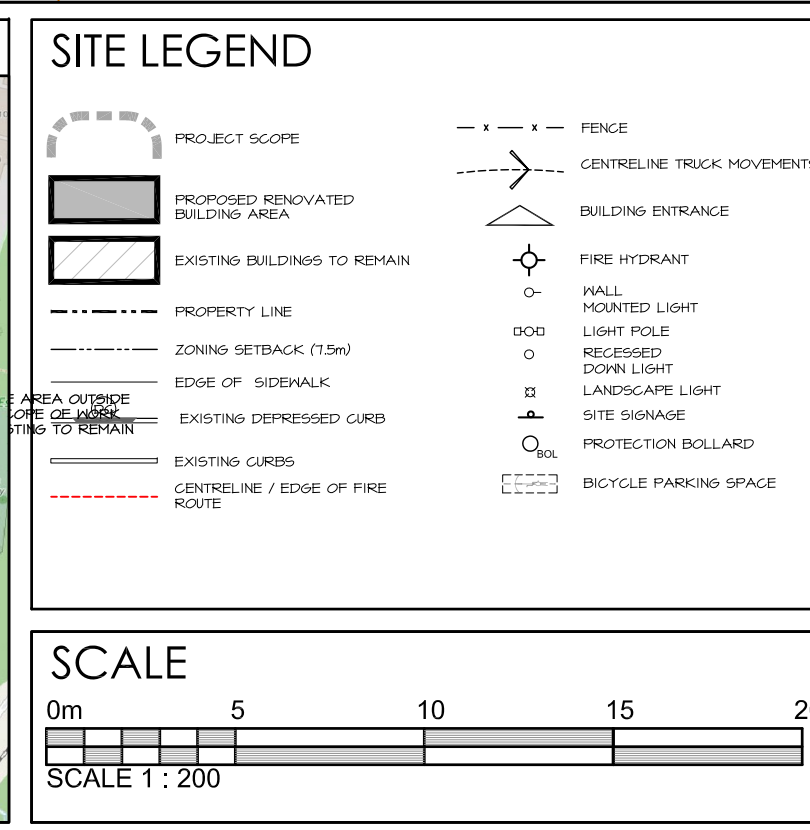 SITE LEGEND
PROJECT SCOPE
PROPOSED RENOVATED
BUILDING AREA
EXISTING BUILDINGS TO REMAIN
PROPERTY LINE
ZONING SETBACK (7.5m)
EDGE OF SIDEWALK
AREA OUTSIDE
OF WORK
TO REMAIN
EXISTING DEPRESSED CURB
EXISTING CURBS
CENTRELINE / EDGE OF FIRE
ROUTE
x x
FENCE
CENTRELINE TRUCK MOVEMENTS
BUILDING ENTRANCE
FIRE HYDRANT
WALL
MOUNTED LIGHT
LIGHT POLE
RECESSED
DOWN LIGHT
LANDSCAPE LIGHT
SITE SIGNAGE
BOL
PROTECTION BOLLARD
BICYCLE PARKING SPACE
SCALE
0m 5 10 15
SCALE 1 : 200